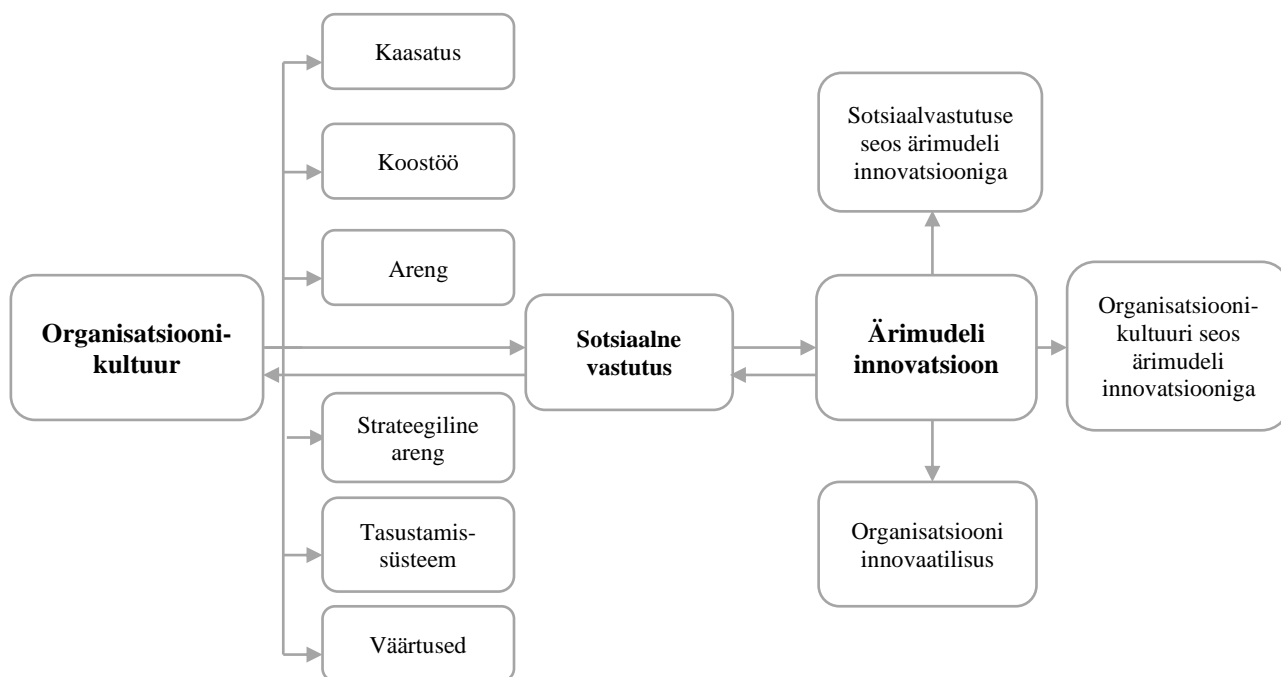 Kaasatus
Koostöö
Areng
Organisatsiooni-
kultuur
Strateegiline
areng
Tasustamis-
süsteem
Väärtused
Sotsiaalne
vastutus
Ärimudeli
innovatsioon
Sotsiaalvastutuse
seos ärimudeli
innovatsiooniga
Organisatsiooni-
kultuuri seos
ärimudeli
innovatsiooniga
Organisatsiooni
innovaatilisus